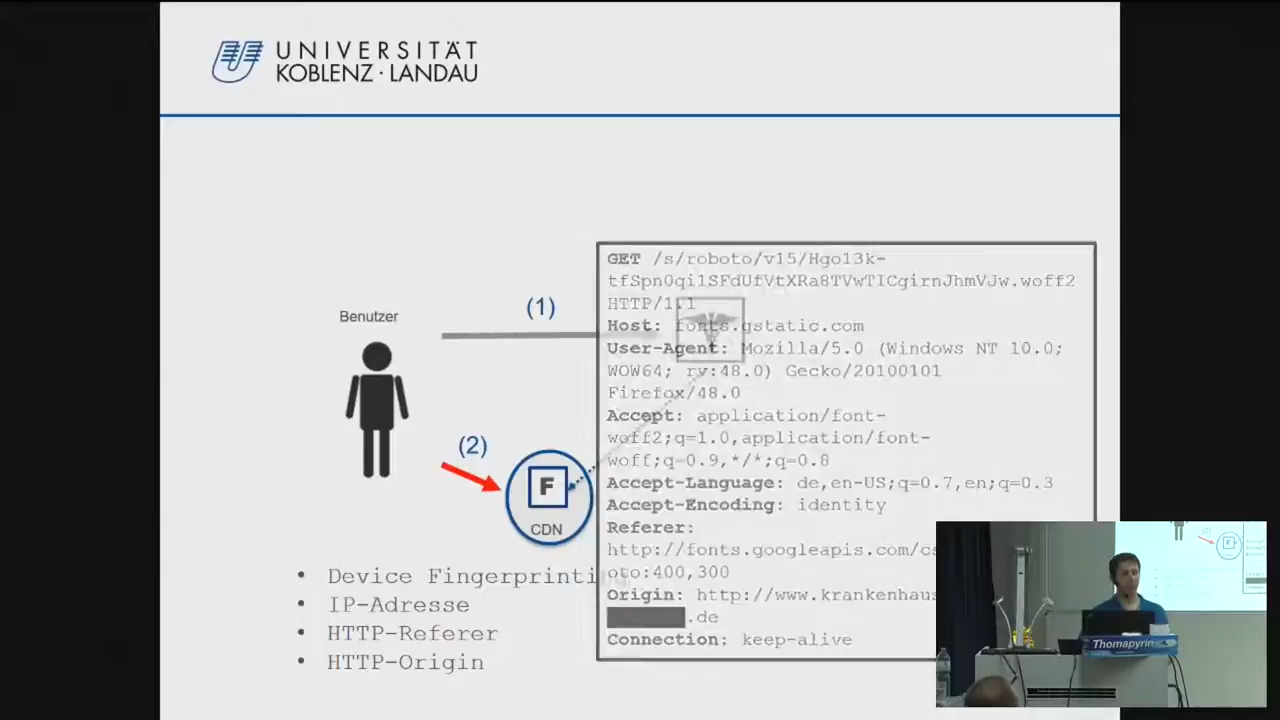 UNIVERSITÄT
KOBLENZ · LANDAU
Benutzer
(1)
(2)
F
CDN
• Device Fingerprinting
• IP-Adresse
• HTTP-Referer
• HTTP-Origin
GET /s/roboto/v15/Hgo13k-
tfSpn0qi1SFdUfVtXRa8TVwTICgirnJhmVJw.woff2
HTTP/1.1
Host: fonts.gstatic.com
User-Agent: Mozilla/5.0 (Windows NT 10.0;
WOW64; rv:48.0) Gecko/20100101
Firefox/48.0
Accept: application/font-
woff2;q=1.0,application/font-
woff;q=0.9,*/*;q=0.8
Accept-Language: de,en-US;q=0.7,en;q=0.3
Accept-Encoding: identity
Referer:
http://fonts.googleapis.com/cs
oto:400,300
Origin: http://www.krankenhaus
.de
Connection: keep-alive
Thomapyrin